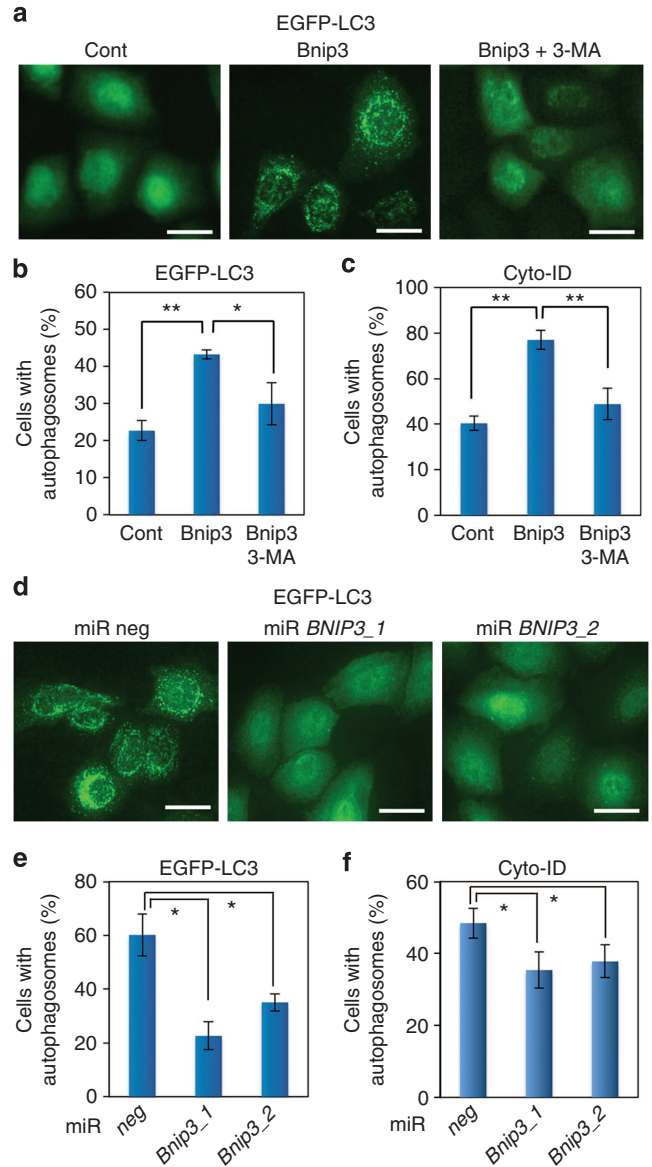 a
EGFP-LC3
Cont Bnip3 Bnip3 + 3-MA
b
EGFP-LC3
Cells with
autophagosomes (%)
60
50
40
30
20
10
0
** *
Cont Bnip3 Bnip3
3-MA
c
Cyto-ID
Cells with
autophagosomes (%)
100
80
60
40
10
0
** **
Cont Bnip3 Bnip3
3-MA
d
EGFP-LC3
miR neg miR BNIP3_1 miR BNIP3_2
e
EGFP-LC3
Cells with
autophagosomes (%)
80
60
40
20
0
* *
miR neg Bnip3_1 Bnip3_2
f
Cyto-ID
Cells with
autophagosomes (%)
60
40
20
0
* *
miR neg Bnip3_1 Bnip3_2